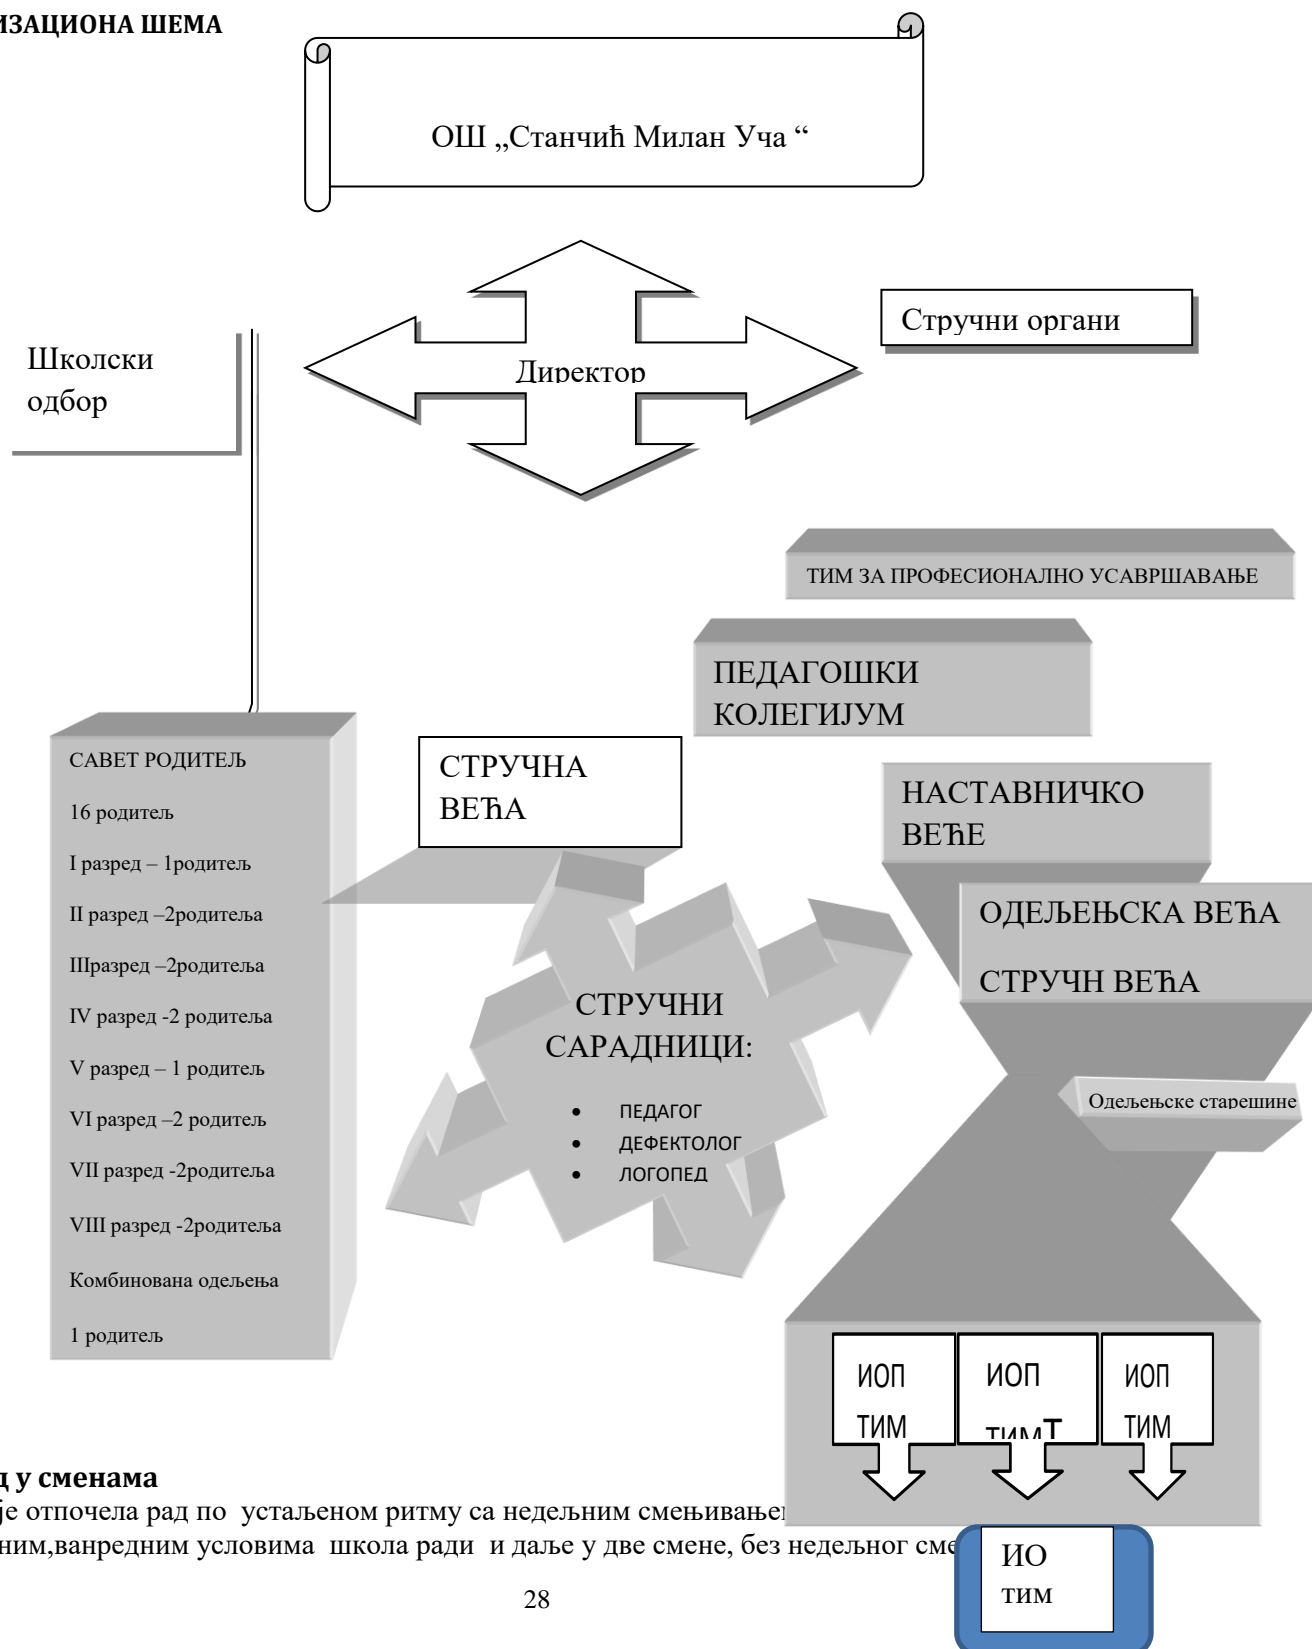 ИЗАЦИОНА ШЕМА
ОШ „Станчић Милан Уча “
Стручни органи
Школски
одбор
Директор
ТИМ ЗА ПРОФЕСИОНАЛНО УСАВРШАВАЊЕ
ПЕДАГОШКИ
КОЛЕГИЈУМ
САВЕТ РОДИТЕЉ
16 родитељ
I разред – 1родитељ
II разред –2родитеља
IIIразред –2родитеља
IV разред -2 родитеља
V разред – 1 родитељ
VI разред –2 родитељ
VII разред -2родитеља
VIII разред -2родитеља
Комбинована одељења
1 родитељ
СТРУЧНА
ВЕЋА
НАСТАВНИЧКО
ВЕЋЕ
ОДЕЉЕЊСКА ВЕЋА
СТРУЧН ВЕЋА
СТРУЧНИ
САРАДНИЦИ:
• ПЕДАГОГ
• ДЕФЕКТОЛОГ
• ЛОГОПЕД
Одељењске старешине
ИОП
ТИМ
ИОП
ТИМТ
ИОП
ТИМ
д у сменама
је отпочела рад по устаљеном ритму са недељним смењивањем
ним,ванредним условима школа ради и даље у две смене, без недељног сме
ИО
тим
28